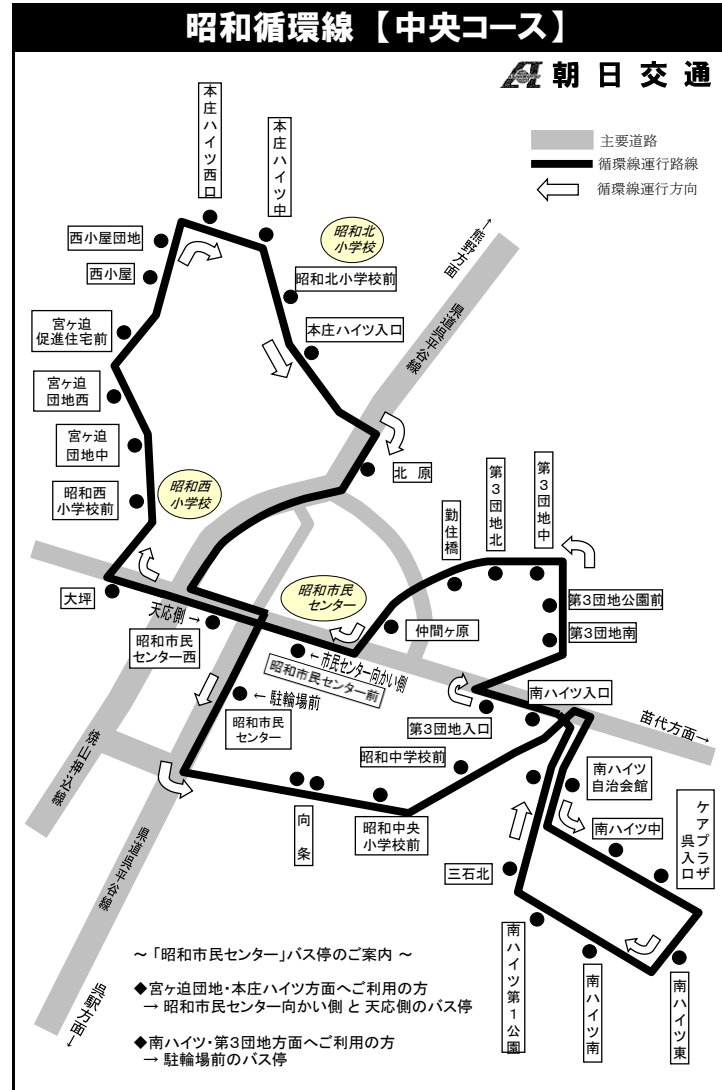 昭和循環線 【中央コース】
朝日交通
主要道路
循環線運行路線
循環線運行方向
本庄ハイツ西口
本庄ハイツ中
昭和北
小学校
西小屋団地
西小屋
昭和北小学校前
←熊野方面
県道呉平谷線
宮ヶ迫
促進住宅前
本庄ハイツ入口
宮ヶ迫
団地西
宮ヶ迫
団地中
昭和西
小学校前
昭和西
小学校
北原
勤住橋
第3団地北
第3団地中
大坪
天応側→
昭和市民
センター西
昭和市民
センター
仲間ヶ原
第3団地公園前
第3団地南
←市民センター向かい側
昭和市民センター前
←駐輪場前
昭和市民
センター
南ハイツ入口
第3団地入口
昭和中学校前
苗代方面→
焼山押込線
県道呉平谷線
向条
昭和中央
小学校前
南ハイツ
自治会館
南ハイツ中
ケアプラザ
呉入口
三石北
南ハイツ第1公園
南ハイツ南
南ハイツ東
呉駅方面→
~「昭和市民センター」バス停のご案内~
◆宮ヶ迫団地・本庄ハイツ方面へご利用の方
→ 昭和市民センター向かい側 と 天応側のバス停
◆南ハイツ・第3団地方面へご利用の方
→ 駐輪場前のバス停